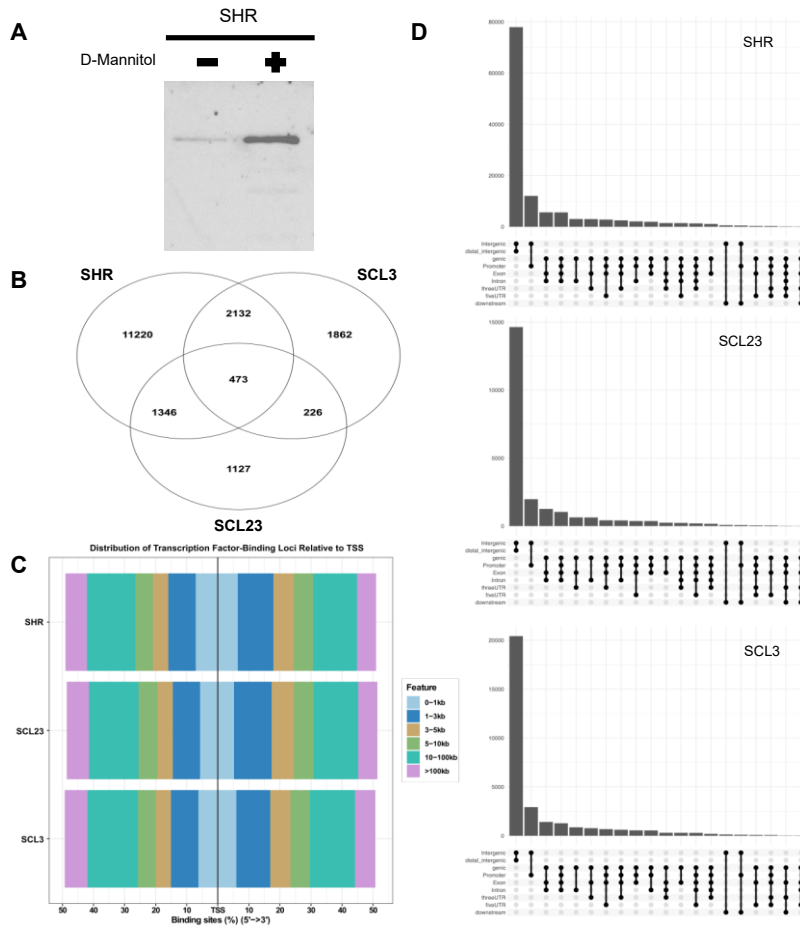 A
SHR
D-Mannitol
B
SHR
SCL3
2132
11220
1862
473
1346
226
1127
SCL23
C
Distribution of Transcription Factor-Binding Loci Relative to TSS
SHR
SCL23
SCL3
50 40 30 20 10 TSS 10 20 30 40 50
Binding sites (%) (5'->3')
Feature
0-1kb
1-3kb
3-5kb
5-10kb
10-100kb
>100kb
D
SHR
80000
60000
40000
20000
0
Intergenic
distal_intergenic
genic
Promoter
Exon
Intron
threeUTR
fiveUTR
downstream
SCL23
15000
10000
5000
0
Intergenic
distal_intergenic
genic
Promoter
Exon
Intron
threeUTR
fiveUTR
downstream
SCL3
20000
15000
10000
5000
0
Intergenic
distal_intergenic
genic
Promoter
Exon
Intron
threeUTR
fiveUTR
downstream